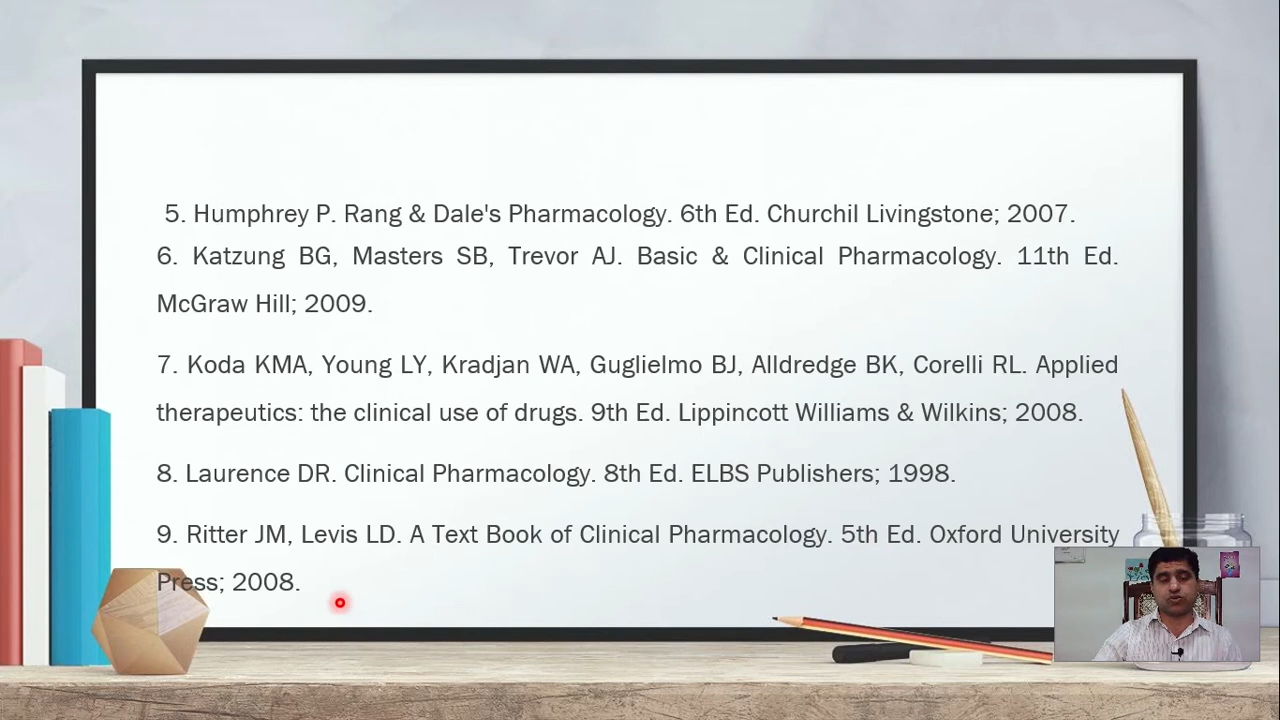 5. Humphrey P. Rang & Dale's Pharmacology. 6th Ed. Churchil Livingstone; 2007.
6. Katzung BG, Masters SB, Trevor AJ. Basic & Clinical Pharmacology. 11th Ed.
McGraw Hill; 2009.
7. Koda KMA, Young LY, Kradjan WA, Guglielmo BJ, Alldredge BK, Corelli RL. Applied
therapeutics: the clinical use of drugs. 9th Ed. Lippincott Williams & Wilkins; 2008.
8. Laurence DR. Clinical Pharmacology. 8th Ed. ELBS Publishers; 1998.
9. Ritter JM, Levis LD. A Text Book of Clinical Pharmacology. 5th Ed. Oxford University
Press; 2008.